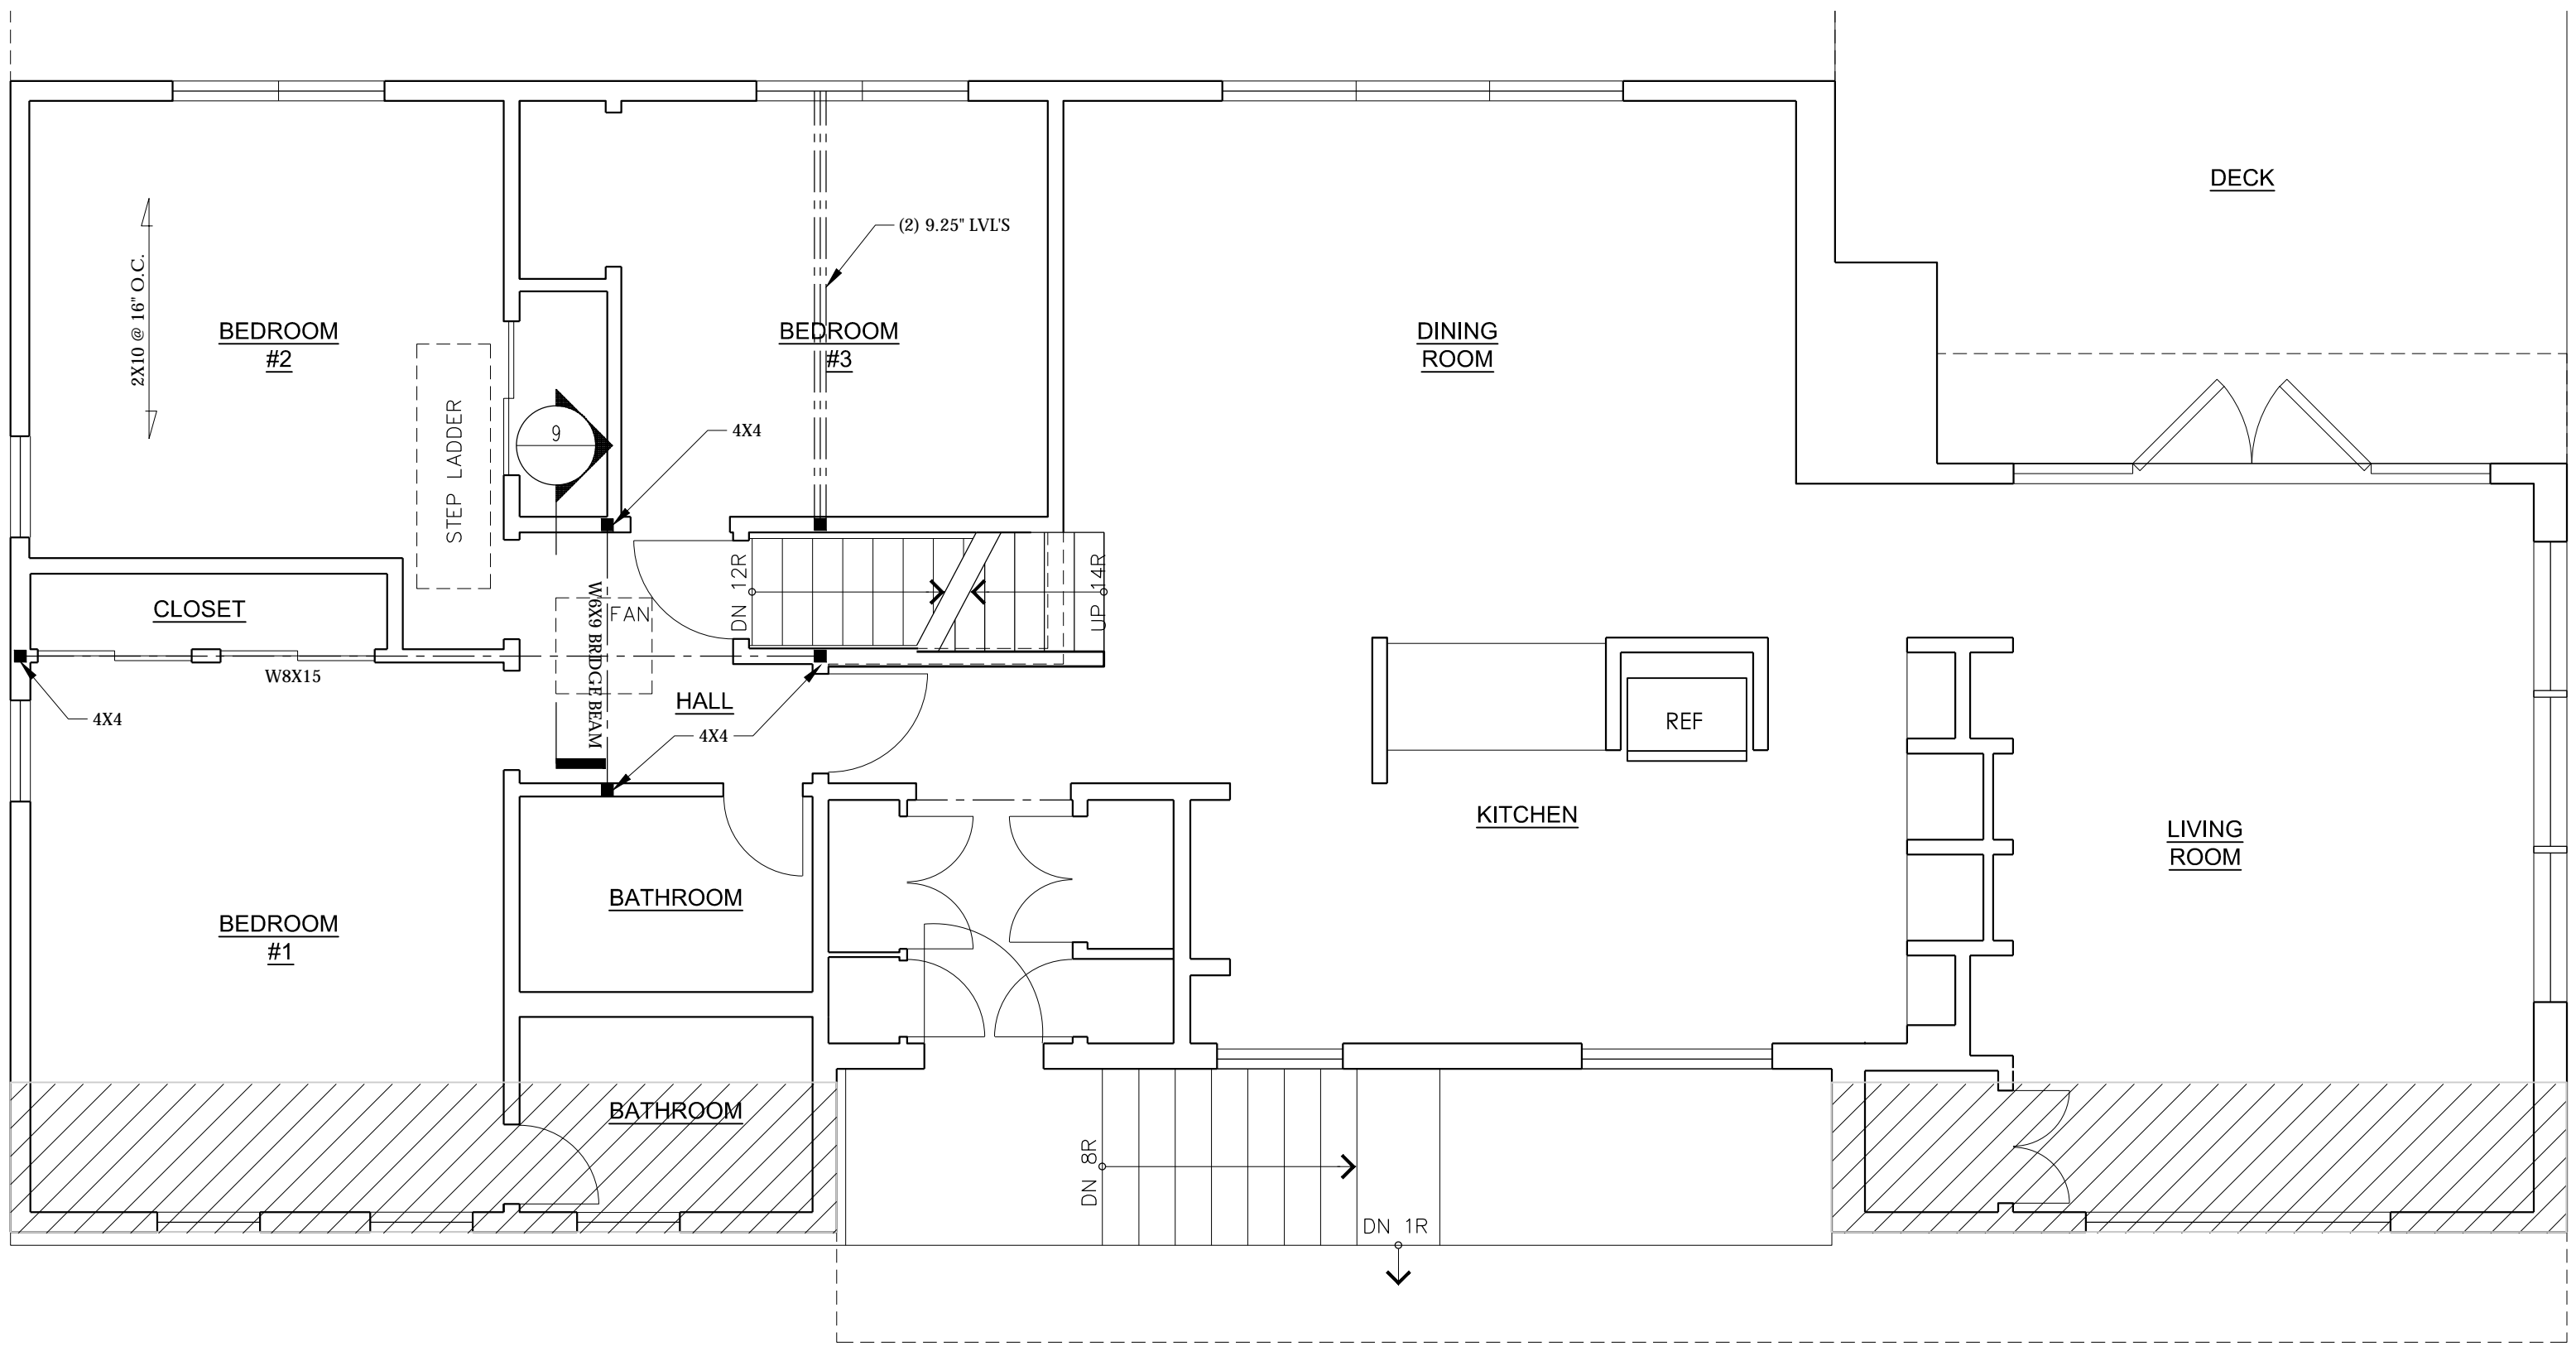 DECK
(2) 9.25" LVL'S
2X10 @ 16" O.C.
BEDROOM
#2
BEDROOM
#3
DINING
ROOM
STEP LADDER
9
4X4
DN 12R
UP 14R
CLOSET
FAN
W6X9 BRIDGE BEAM
W8X15
HALL
4X4
4X4
REF
KITCHEN
LIVING
ROOM
BATHROOM
BEDROOM
#1
BATHROOM
DN 8R
DN 1R